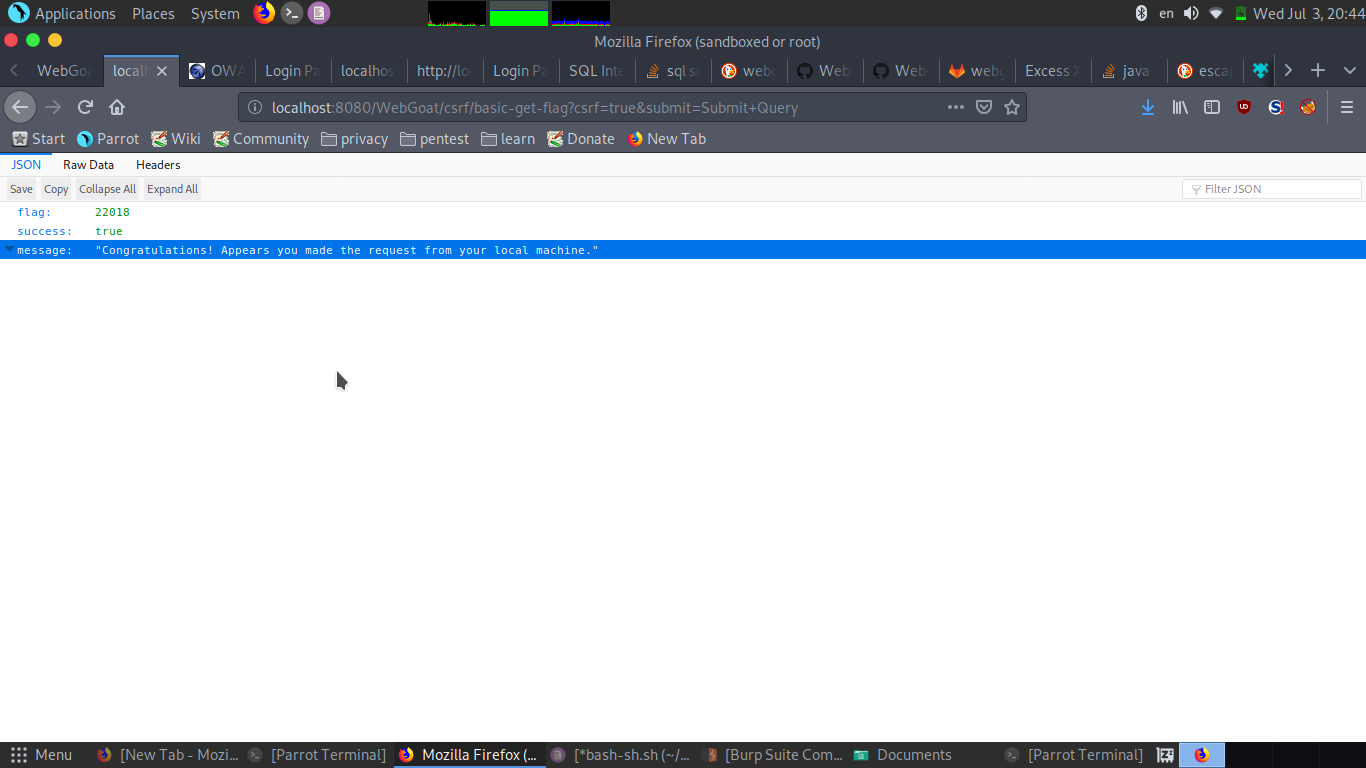 Applications Places System en Wed Jul 3, 20:44
Mozilla Firefox (sandboxed or root)
WebGoa localh OWA Login Pa localhos http://lo Login Pa SQL Inte sql se webg Web Web webg Excess X java - escap
localhost:8080/WebGoat/csrf/basic-get-flag?csrf=true&submit=Submit+Query
Start Parrot Wiki Community privacy pentest learn Donate New Tab
JSON Raw Data Headers
Save Copy Collapse All Expand All Filter JSON
flag: 22018
success: true
message: "Congratulations! Appears you made the request from your local machine."
Menu [New Tab - Mozi... [Parrot Terminal] Mozilla Firefox (... [*bash-sh.sh (~/... [Burp Suite Com... Documents [Parrot Terminal]